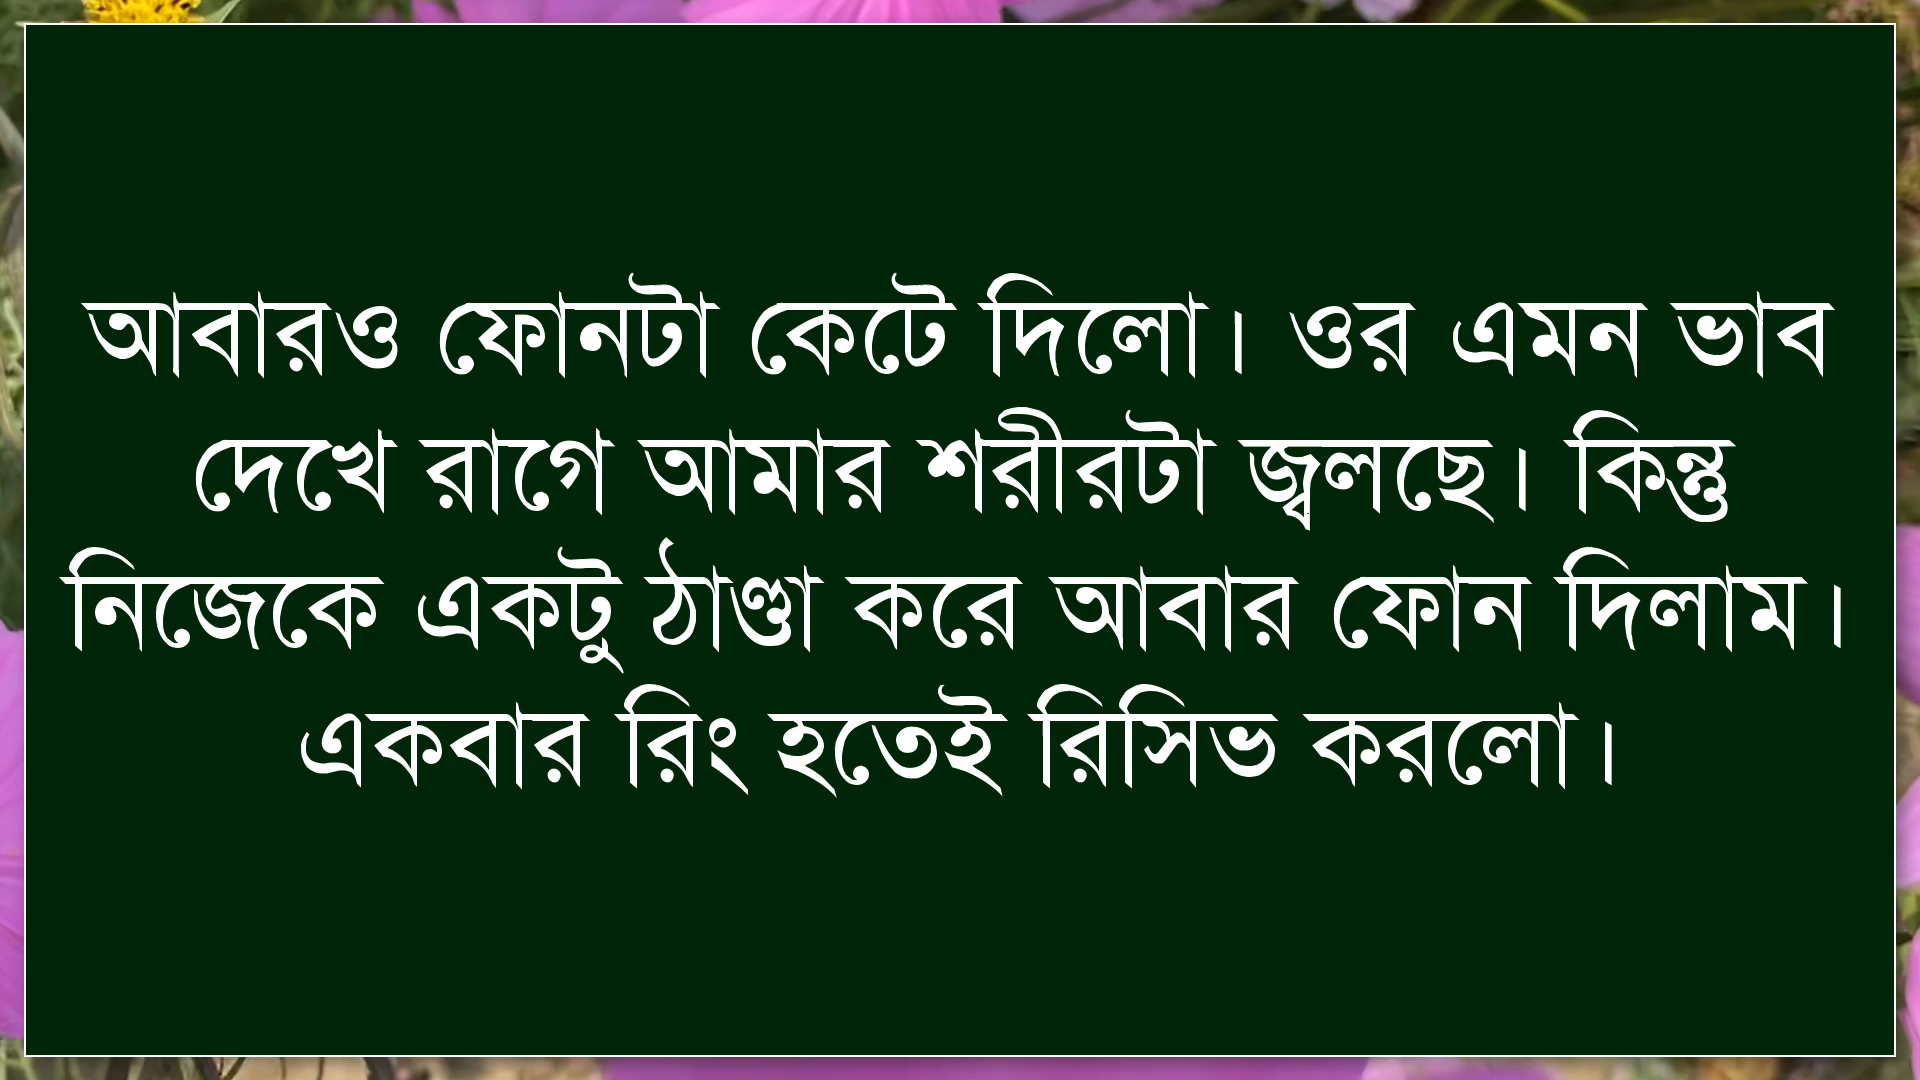 আবারও ফোনটা কেটে দিলো। ওর এমন ভাব
দেখে রাগে আমার শরীরটা জ্বলছে। কিন্তু
নিজেকে একটু ঠাণ্ডা করে আবার ফোন দিলাম।
একবার রিং হতেই রিসিভ করলো।